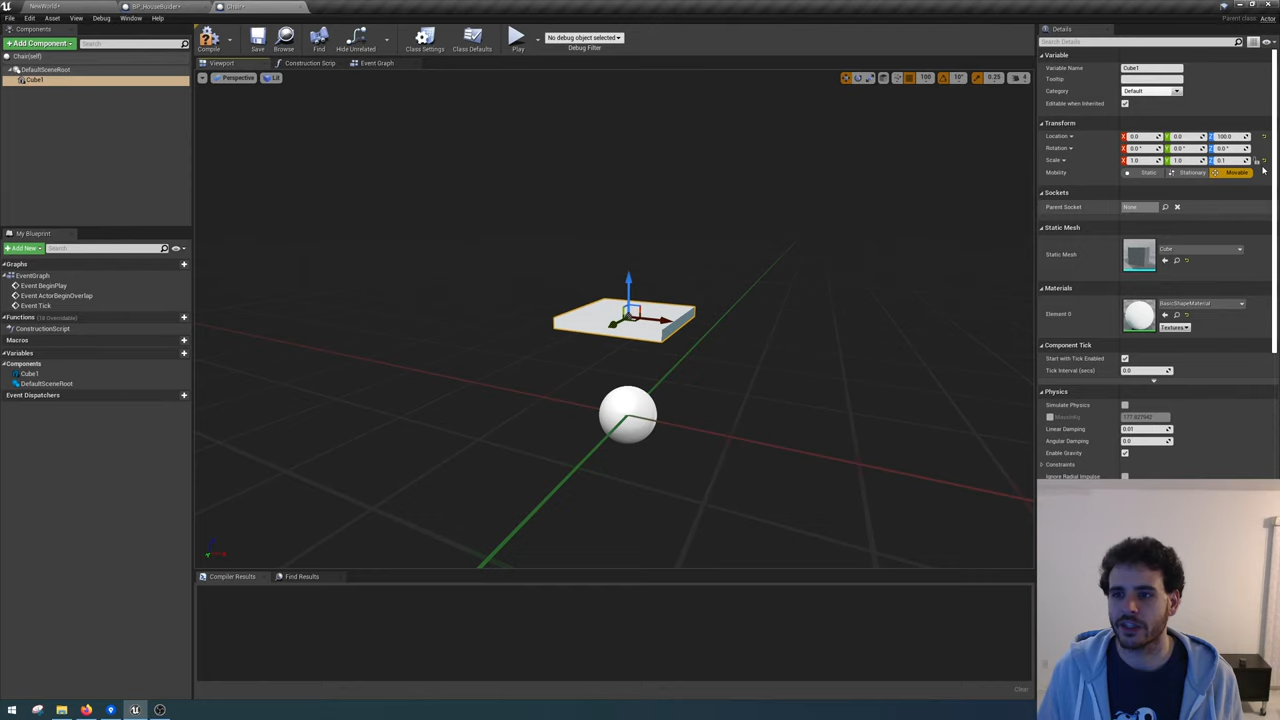 NewWorld+
BP_HouseBuilder+
Chair+
File
Edit
Asset
View
Debug
Window
Help
Parent class: Actor
Components
+ Add Component
Search
Chair(self)
DefaultSceneRoot
Cube1
Compile
Save
Browse
Find
Hide Unrelated
Class Settings
Class Defaults
Play
No debug object selected
Debug Filter
Viewport
Construction Script
Event Graph
Perspective
Lit
100
10°
0.25
4
My Blueprint
+ Add New
Search
Graphs
EventGraph
Event BeginPlay
Event ActorBeginOverlap
Event Tick
Functions (18 Overridable)
ConstructionScript
Macros
Variables
Components
Cube1
DefaultSceneRoot
Event Dispatchers
Compiler Results
Find Results
Clear
Details
Search Details
Variable
Variable Name Cube1
Tooltip
Category Default
Editable when Inherited
Transform
Location X 0.0 Y 0.0 Z 100.0
Rotation X 0.0° Y 0.0° Z 0.0°
Scale X 1.0 Y 1.0 Z 0.1
Mobility Static Stationary Movable
Sockets
Parent Socket None
Static Mesh
Static Mesh Cube
Materials
Element 0 BasicShapeMaterial
Textures
Component Tick
Start with Tick Enabled
Tick Interval (secs) 0.0
Physics
Simulate Physics
Linear Damping 0.01
Angular Damping 0.0
Enable Gravity
Constraints
Ignore Radial Impulse